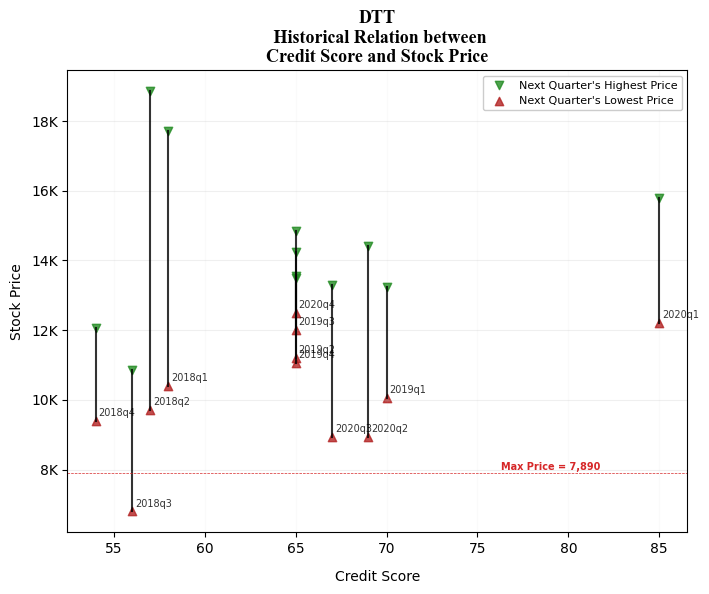 DTT
Historical Relation between
Credit Score and Stock Price
Next Quarter's Highest Price
Next Quarter's Lowest Price
18K
16K
14K
12K
10K
8K
Stock Price
2020q4
2020q1
2019q3
2019q2
2019q4
2018q1
2019q1
2018q2
2018q4
2020q3
2020q2
Max Price = 7,890
2018q3
55
60
65
70
75
80
85
Credit Score